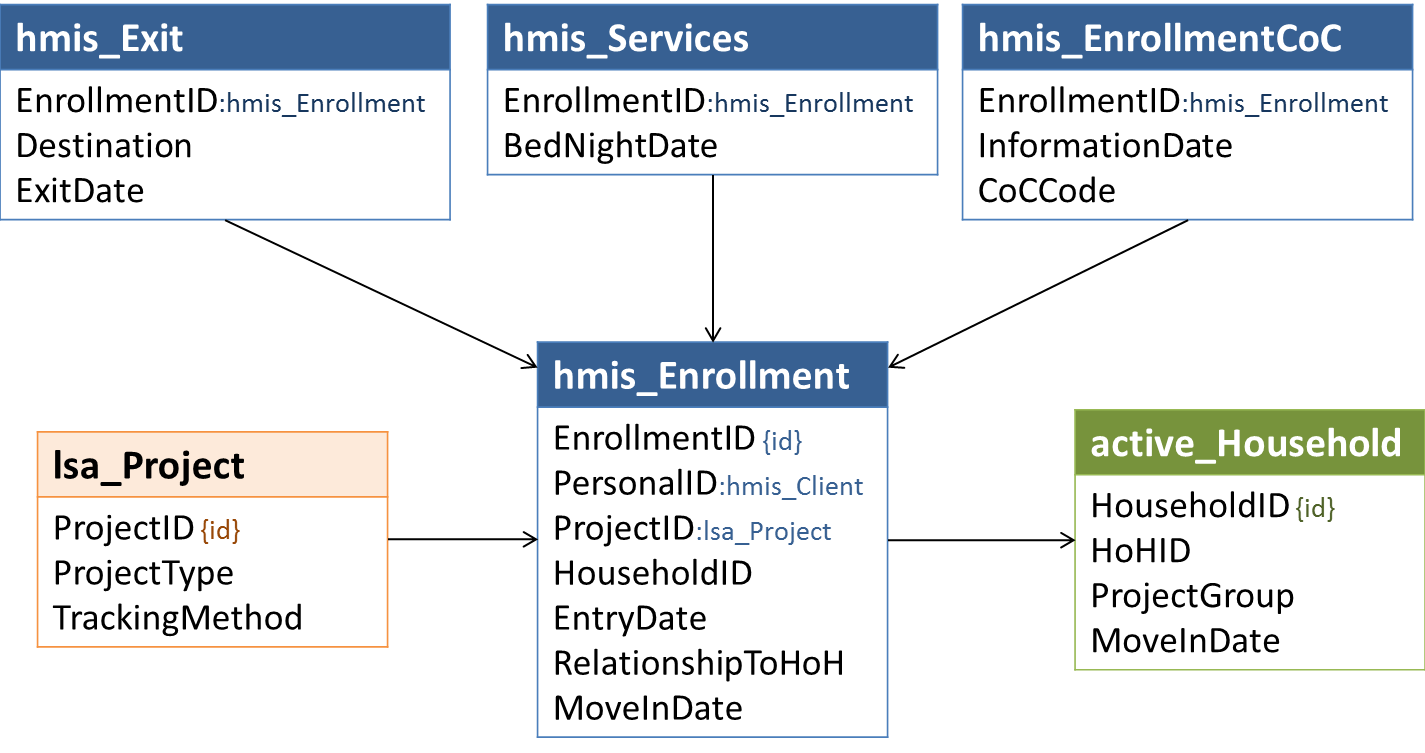 hmis_Exit
EnrollmentID:hmis_Enrollment
Destination
ExitDate
hmis_Services
EnrollmentID:hmis_Enrollment
BedNightDate
hmis_EnrollmentCoC
EnrollmentID:hmis_Enrollment
InformationDate
CoCCode
lsa_Project
ProjectID {id}
ProjectType
TrackingMethod
hmis_Enrollment
EnrollmentID {id}
PersonalID:hmis_Client
ProjectID:lsa_Project
HouseholdID
EntryDate
RelationshipToHoH
MoveInDate
active_Household
HouseholdID {id}
HoHID
ProjectGroup
MoveInDate